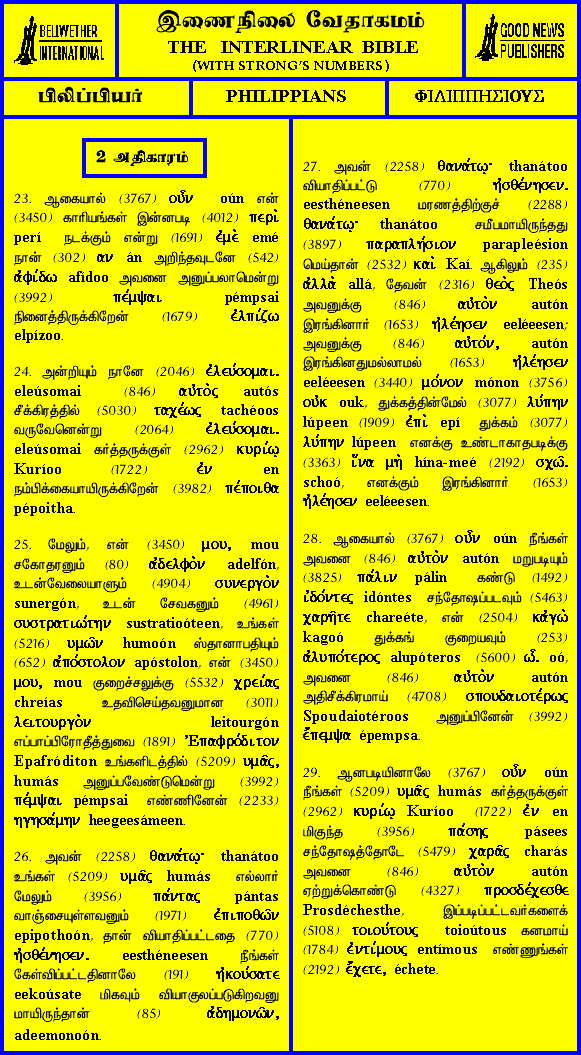 BELIWETHER
INTERNATIONAL
இணைநிலை வேதாகமம்
THE INTERLINEAR BIBLE
(WITH STRONG'S NUMBERS)
GOOD NEWS
PUBLISHERS
பிலிப்பியர்
PHILIPPIANS
ΦΙΛΙΠΠΗΣΙΟΥΣ
2 அதிகாரம்
23. ஆகையால் (3767) οὖν oún என்
(3450) காரியங்கள் இன்னபடி (4012) περὶ
perí நடக்கும் என்று (1691) ἐμὲ emé
நான் (302) αν án அறிந்தவுடனே (542)
ἀφίδω afidoo அவனை அனுப்பலாமென்று
(3992) πέμψαι pémpsai
நினைத்திருக்கிறேன் (1679) ἐλπίζω
elpízoo.
24. அன்றியும் நானே (2046) ἐλεύσομαι.
eleúsomai (846) αὐτὸς autós
சீக்கிரத்தில் (5030) ταχέως tachéoos
வருவேனென்று (2064) ἐλεύσομαι.
eleúsomai கர்த்தருக்குள் (2962) κυρίῳ
Kuríoo (1722) ἐν en
நம்பிக்கையாயிருக்கிறேன் (3982) πέποιθα
pépoitha.
25. மேலும், என் (3450) μου, mou
சகோதரனும் (80) ἀδελφὸν adelfón,
உடன்வேலையாளும் (4904) συνεργὸν
sunergón, உடன் சேவகனும் (4961)
συστρατιώτην sustratioóteen, உங்கள்
(5216) υμῶν humoón ஸ்தானாபதியும்
(652) ἀπόστολον apóstolon, என் (3450)
μου, mou குறைச்சலுக்கு (5532) χρείας
chreías உதவிசெய்தவனுமான (3011)
λειτουργὸν leitourgón
எப்பாப்பிரோதீத்துவை (1891) Ἐπαφρόδιτον
Epafróditon உங்களிடத்தில் (5209) υμᾶς,
humás அனுப்பவேண்டுமென்று (3992)
πέμψαι pémpsai எண்ணினேன் (2233)
ηγησάμην heegeesámeen.
26. அவன் (2258) θανάτῳ· thanátoo
உங்கள் (5209) υμᾶς humás எல்லார்
மேலும் (3956) πάντας pántas
வாஞ்சையுள்ளவனும் (1971) ἐπιποθῶν
epipothoón, தான் வியாதிப்பட்டதை (770)
ἠσθένησεν. eesthéneesen நீங்கள்
கேள்விப்பட்டதினாலே (191) ἠκούσατε
eekoúsate மிகவும் வியாகுலப்படுகிறவனு
மாயிருந்தான் (85) ἀδημονῶν,
adeemonoón.
27. அவன் (2258) θανάτῳ· thanátoo
வியாதிப்பட்டு (770) ἠσθένησεν.
eesthéneesen மரணத்திற்குச் (2288)
θανάτῳ· thanátoo சமீபமாயிருந்தது
(3897) παραπλήσιον parapleésion
மெய்தான் (2532) καὶ Kaí. ஆகிலும் (235)
ἀλλὰ allá, தேவன் (2316) θεὸς Theós
அவனுக்கு (846) αὐτὸν autón
இரங்கினார் (1653) ἠλέησεν eeléeesen;
அவனுக்கு (846) αὐτόν, autón
இரங்கினதுமல்லாமல் (1653) ἠλέησεν
eeléeesen (3440) μόνον mónon (3756)
οὐκ ouk, துக்கத்தின்மேல் (3077) λύπην
lúpeen (1909) ἐπὶ epí துக்கம் (3077)
λύπην lúpeen எனக்கு உண்டாகாதபடிக்கு
(3363) ἵνα μὴ hína-meé (2192) σχῶ.
schoó, எனக்கும் இரங்கினார் (1653)
ἠλέησεν eeléeesen.
28. ஆகையால் (3767) οὖν oún நீங்கள்
அவனை (846) αὐτὸν autón மறுபடியும்
(3825) πάλιν pálin கண்டு (1492)
ἰδόντες idóntes சந்தோஷப்படவும் (5463)
χαρῆτε chareéte, என் (2504) κἀγὼ
kagoó துக்கங் குறையவும் (253)
ἀλυπότερος alupóteros (5600) ὦ. oó,
அவனை (846) αὐτὸν autón
அதிசீக்கிரமாய் (4708) σπουδαιοτέρως
Spoudaiotéroos அனுப்பினேன் (3992)
ἔπεμψα épempsa.
29. ஆனபடியினாலே (3767) οὖν oún
நீங்கள் (5209) υμᾶς humás கர்த்தருக்குள்
(2962) κυρίῳ Kuríoo (1722) ἐν en
மிகுந்த (3956) πάσης pásees
சந்தோஷத்தோடே (5479) χαρᾶς charás
அவனை (846) αὐτὸν autón
ஏற்றுக்கொண்டு (4327) προσδέχεσθε
Prosdéchesthe, இப்படிப்பட்டவர்களைக்
(5108) τοιούτους toioútous கனமாய்
(1784) ἐντίμους entímous எண்ணுங்கள்
(2192) ἔχετε, échete.